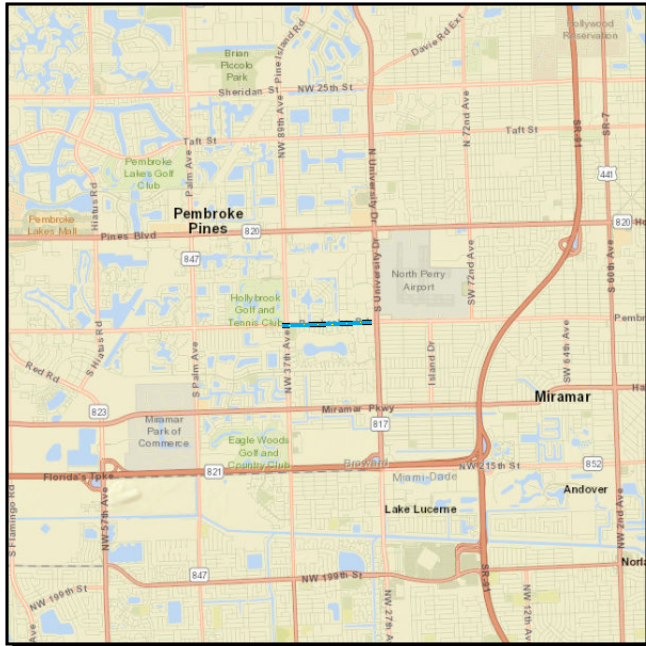 Hollywood
Reservation
Davie Rd Ext
Brian
Piccolo
Park
Pine Island Rd
Sheridan St
NW 25th St
NW 89th Ave
N 72nd Ave
SR-91
SR-7
Taft St
Taft St
Pembroke
Lakes Golf
Club
Palm Ave
N University Dr
441
Hiatus Rd
Pembroke
Lakes Mall
Pembroke
Pines
Pines Blvd
820
820
847
S University Dr
North Perry
Airport
SW 72nd Ave
S 60th Ave
Hollybrook
Golf and
Tennis Club
NW 37th Ave
S Hiatus Rd
S Palm Ave
Island Dr
SW 64th Ave
Red Rd
Miramar
823
Miramar Pkwy
Miramar
Park of
Commerce
817
Eagle Woods
Golf and
Country Club
Broward
Florida's Tpke
821
NW 215th St
852
Miami-Dade
Andover
S Flamingo Rd
NW 57th Ave
Lake Lucerne
NW 2nd Ave
847
NW 199th St
NW 199th St
NW 27th Ave
SR-91
NW 12th Ave
Ave